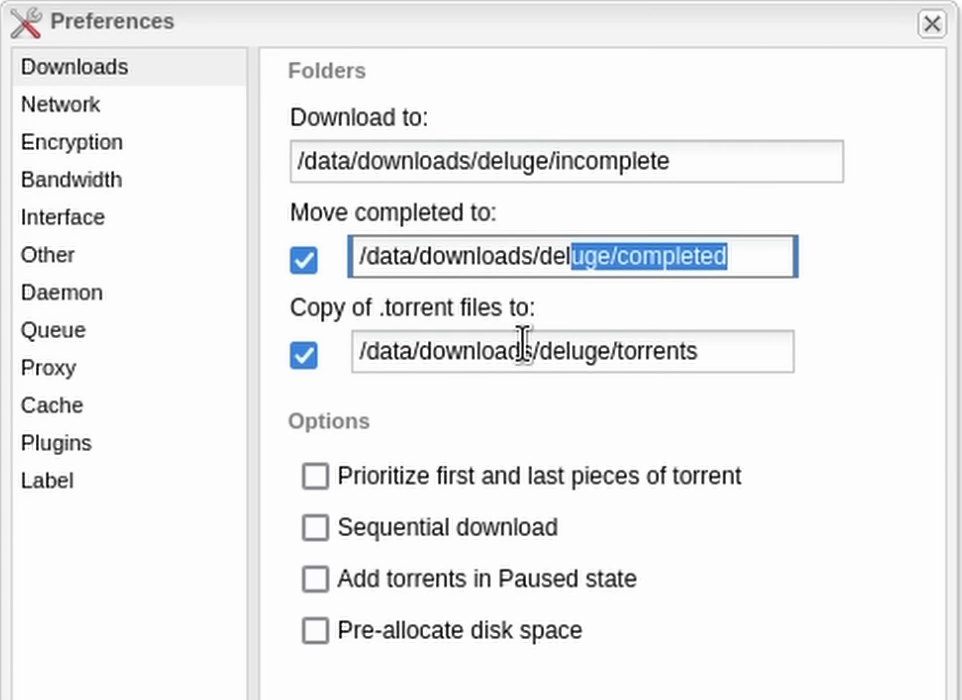 Preferences
Downloads
Network
Encryption
Bandwidth
Interface
Other
Daemon
Queue
Proxy
Cache
Plugins
Label
Folders
Download to:
/data/downloads/deluge/incomplete
Move completed to:
/data/downloads/deluge/completed
Copy of .torrent files to:
/data/downloads/deluge/torrents
Options
Prioritize first and last pieces of torrent
Sequential download
Add torrents in Paused state
Pre-allocate disk space